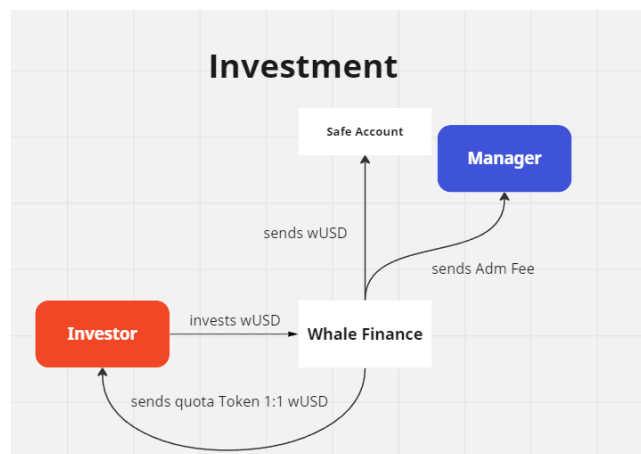 Investment
Safe Account
Manager
sends wUSD
sends Adm Fee
invests wUSD
Investor
Whale Finance
sends quota Token 1:1 wUSD